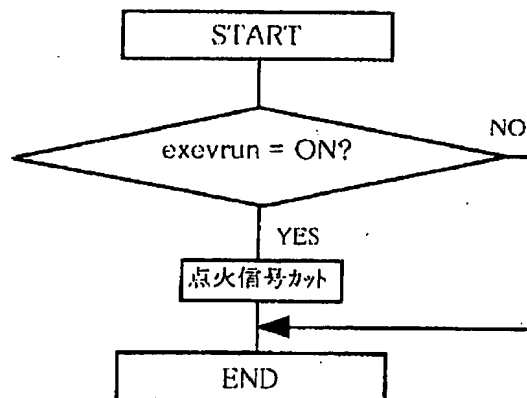 START
exevrun = ON?
NO
YES
点火信号カット
END